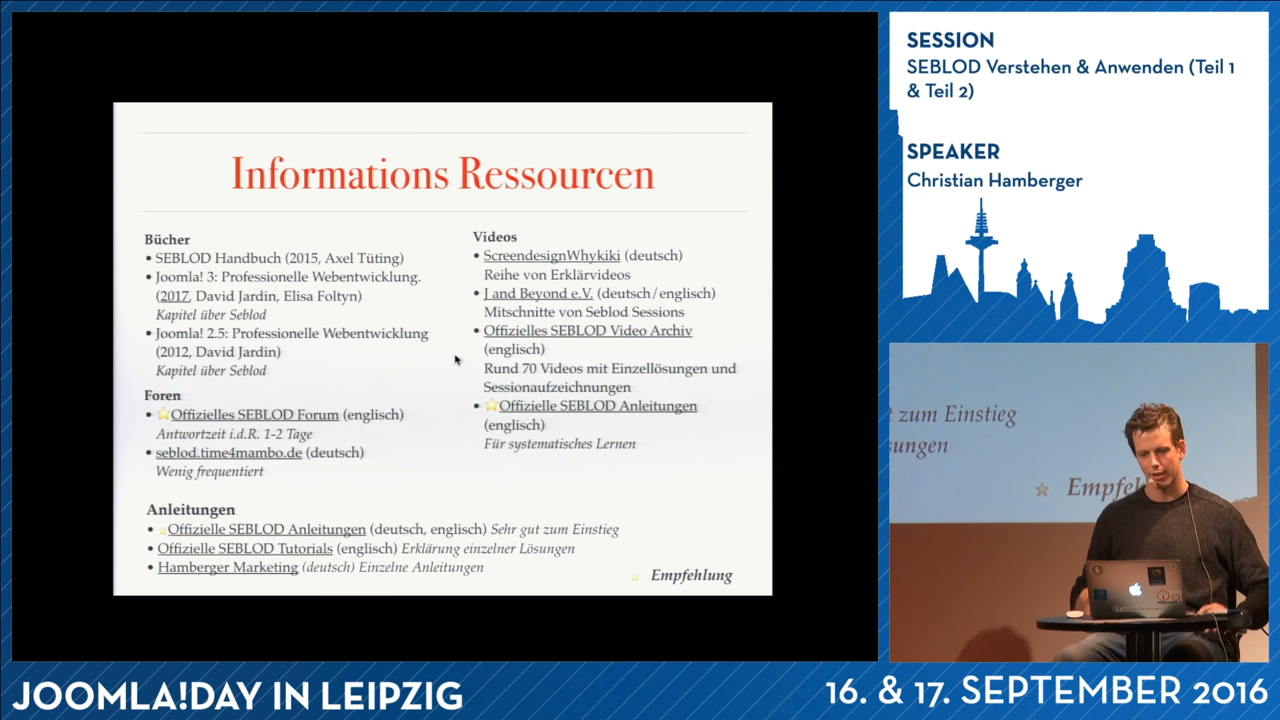 Informations Ressourcen
Bücher
• SEBLOD Handbuch (2015, Axel Tüting)
• Joomla! 3: Professionelle Webentwicklung.
(2017, David Jardin, Elisa Foltyn)
Kapitel über Seblod
• Joomla! 2.5: Professionelle Webentwicklung
(2012, David Jardin)
Kapitel über Seblod
Foren
• Offizielles SEBLOD Forum (englisch)
Antwortzeit i.d.R. 1-2 Tage
• seblod.time4mambo.de (deutsch)
Wenig frequentiert
Videos
• ScreendesignWhykiki (deutsch)
Reihe von Erklärvideos
• J and Beyond e.V. (deutsch/englisch)
Mitschnitte von Seblod Sessions
• Offizielles SEBLOD Video Archiv
(englisch)
Rund 70 Videos mit Einzellösungen und
Sessionaufzeichnungen
• Offizielle SEBLOD Anleitungen
(englisch)
Für systematisches Lernen
Anleitungen
• Offizielle SEBLOD Anleitungen (deutsch, englisch) Sehr gut zum Einstieg
• Offizielle SEBLOD Tutorials (englisch) Erklärung einzelner Lösungen
• Hamberger Marketing (deutsch) Einzelne Anleitungen
Empfehlung
SESSION
SEBLOD Verstehen & Anwenden (Teil 1
& Teil 2)
SPEAKER
Christian Hamberger
t zum Einstieg
sungen
Empfeh
JOOMLA!DAY IN LEIPZIG
16. & 17. SEPTEMBER 2016